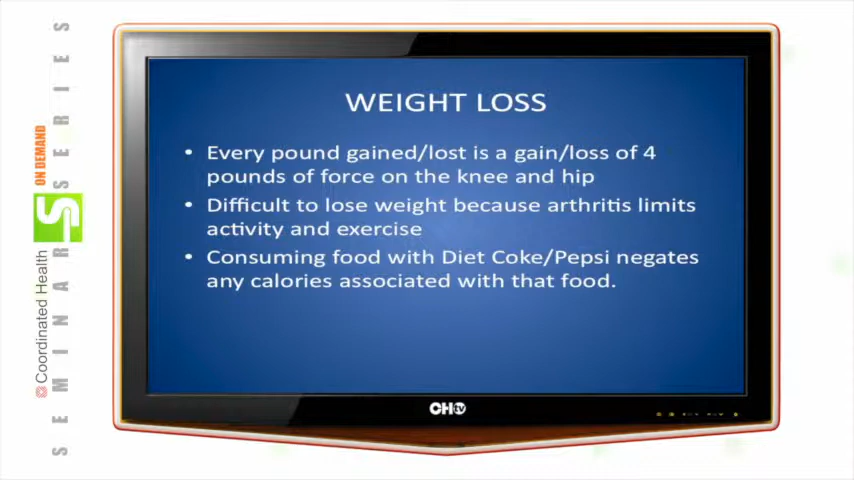 WEIGHT LOSS
• Every pound gained/lost is a gain/loss of 4
pounds of force on the knee and hip
• Difficult to lose weight because arthritis limits
activity and exercise
• Consuming food with Diet Coke/Pepsi negates
any calories associated with that food.
CHtv
SEMINAR SERIES
Coordinated Health
ON DEMAND